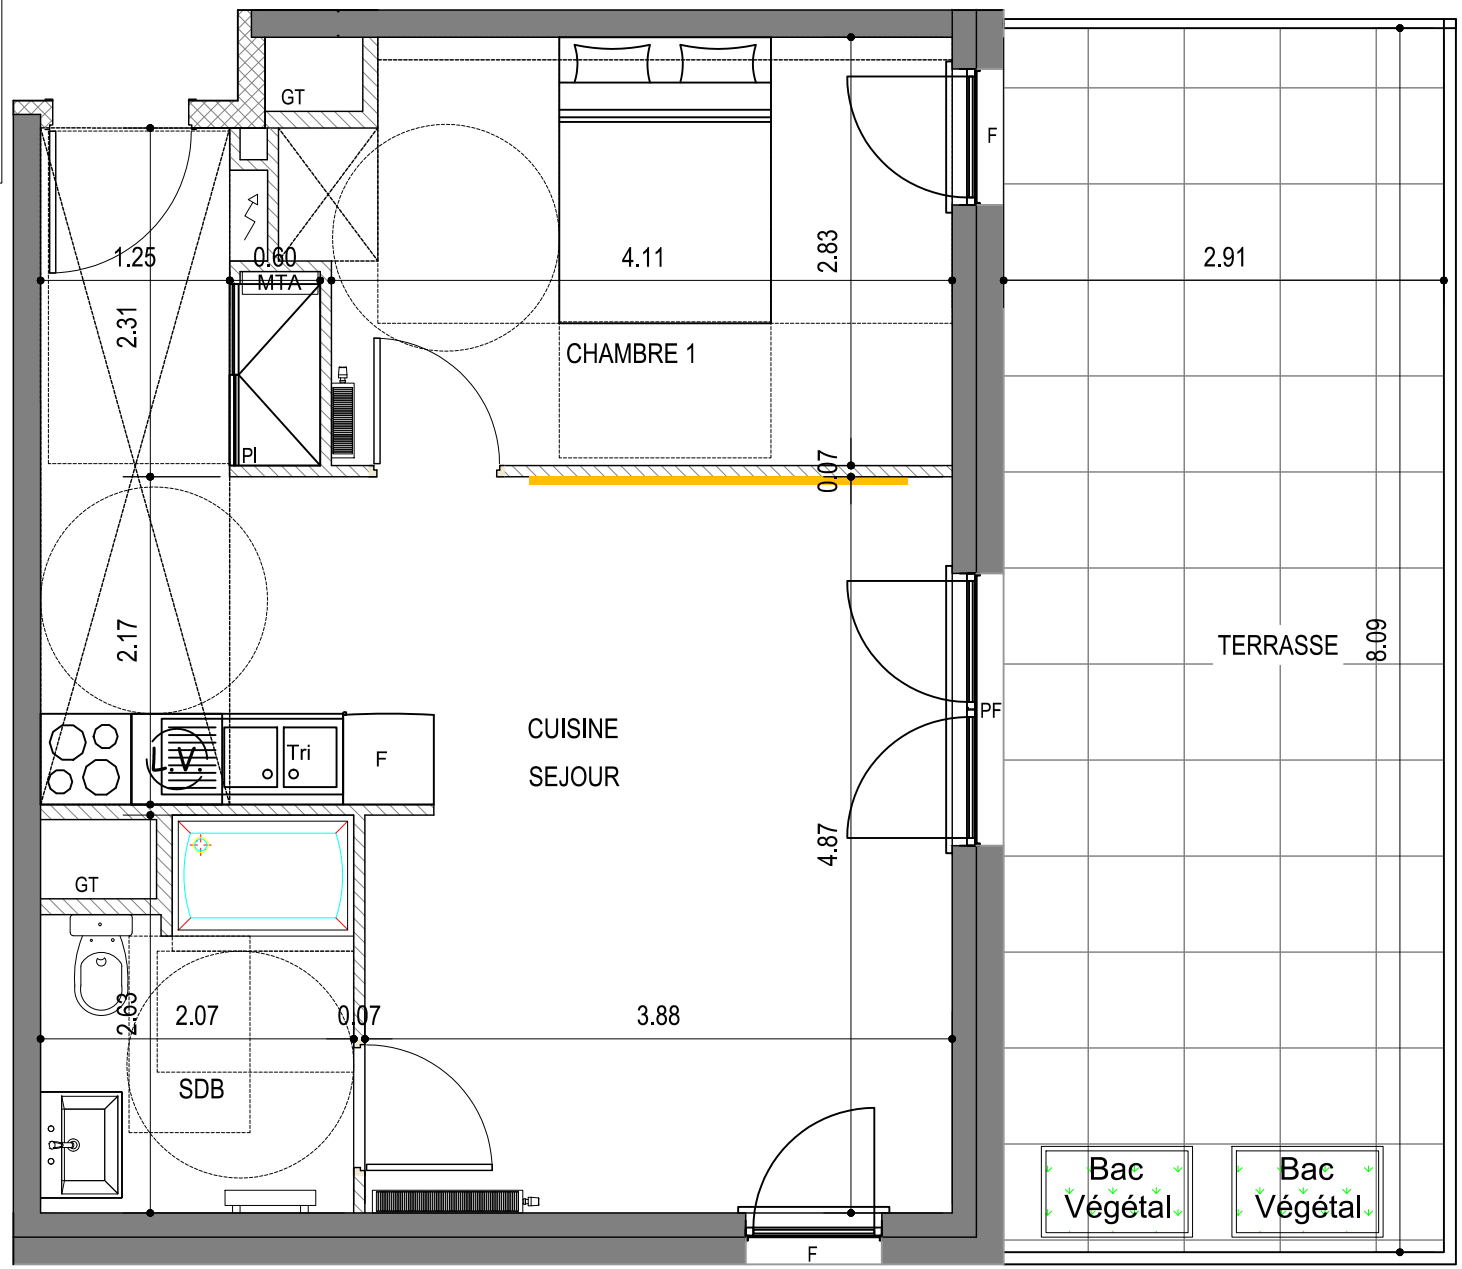 GT
F
1.25
0.60
4.11
2.83
2.91
MTA
2.31
CHAMBRE 1
Pl
0.07
2.17
TERRASSE
8.09
PF
CUISINE
SEJOUR
L.V.
Tri
F
4.87
GT
2.63
2.07
0.07
3.88
SDB
Bac
Végétal
Bac
Végétal
F